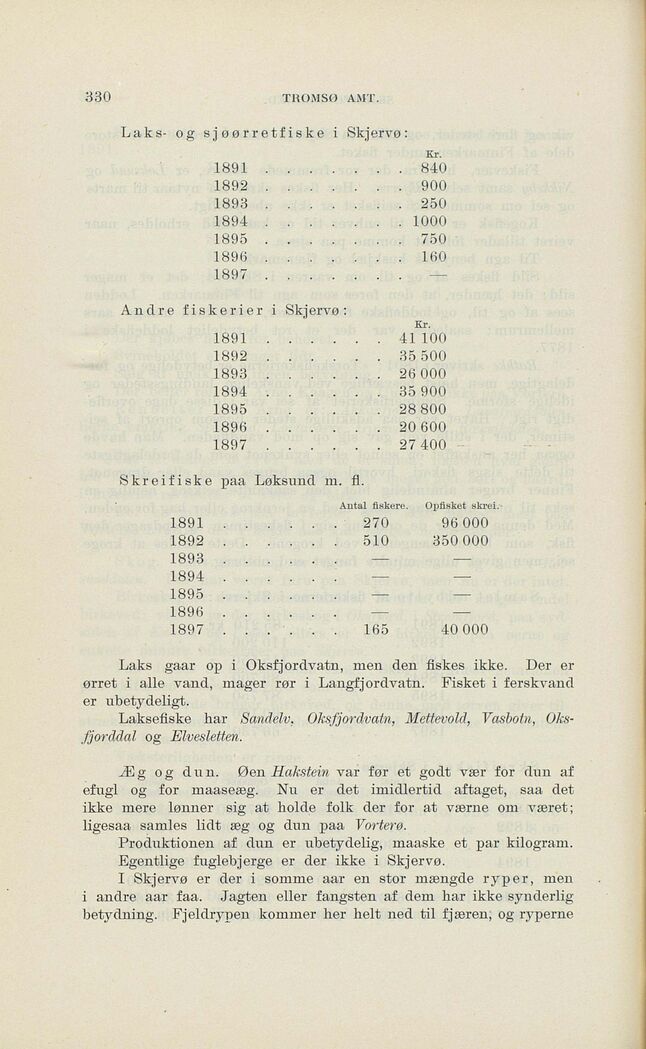 330 TROMSØ AMT.
Laks- og sjøørretfiske i Skjervø:
Kr.
1891 . . . . . . . 840
1892 . . . . . . . 900
1893 . . . . . . . 250
1894 . . . . . . . 1000
1895 . . . . . . . 750
1896 . . . . . . . 160
1897 . . . . . . . —
Andre fiskerier i Skjervø:
Kr.
1891 . . . . . . 41 100
1892 . . . . . . 35 500
1893 . . . . . . 26 000
1894 . . . . . . 35 900
1895 . . . . . . 28 800
1896 . . . . . . 20 600
1897 . . . . . . 27 400
Skreifiske paa Løksund m. fl.
Antal fiskere. Opfisket skrei.
1891 . . . . . . 270 96 000
1892 . . . . . . 510 350 000
1893 . . . . . . — —
1894 . . . . . . — —
1895 . . . . . . — —
1896 . . . . . . — —
1897 . . . . . . 165 40 000
Laks gaar op i Oksfjordvatn, men den fiskes ikke. Der er
ørret i alle vand, mager rør i Langfjordvatn. Fisket i ferskvand
er ubetydeligt.
Laksefiske har Sandelv, Oksfjordvatn, Mettevold, Vasbotn, Oks-
fjorddal og Elvesletten.
Æg og dun. Øen Hakstein var før et godt vær for dun af
efugl og for maaseæg. Nu er det imidlertid aftaget, saa det
ikke mere lønner sig at holde folk der for at værne om været;
ligesaa samles lidt æg og dun paa Vorterø.
Produktionen af dun er ubetydelig, maaske et par kilogram.
Egentlige fuglebjerge er der ikke i Skjervø.
I Skjervø er der i somme aar en stor mængde ryper, men
i andre aar faa. Jagten eller fangsten af dem har ikke synderlig
betydning. Fjeldrypen kommer her helt ned til fjæren, og ryperne